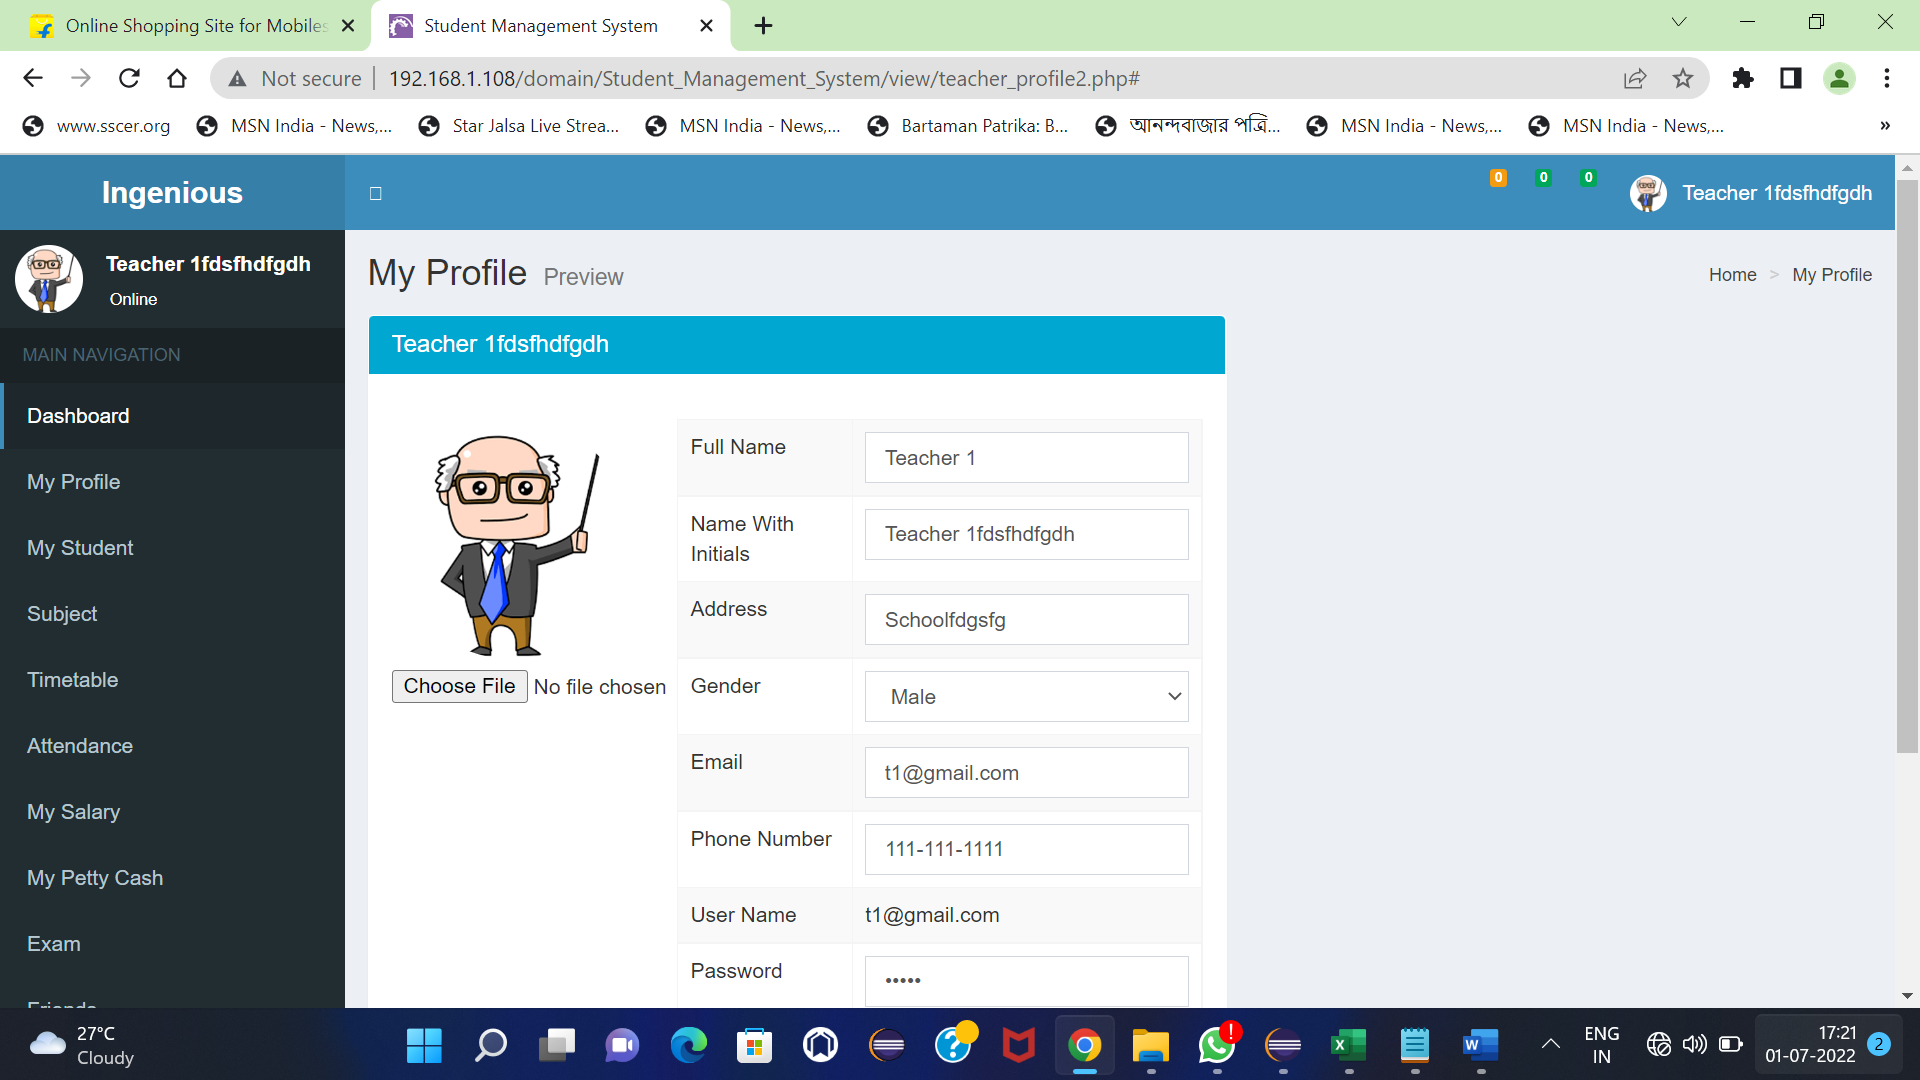 Online Shopping Site for Mobiles
Student Management System
Not secure
192.168.1.108/domain/Student_Management_System/view/teacher_profile2.php#
www.sscer.org
MSN India - News,...
Star Jalsa Live Strea...
MSN India - News,...
Bartaman Patrika: B...
আনন্দবাজার পত্রি...
MSN India - News,...
MSN India - News,...
»
Ingenious
0
0
0
Teacher 1fdsfhdfgdh
Teacher 1fdsfhdfgdh
Online
MAIN NAVIGATION
Dashboard
My Profile
My Student
Subject
Timetable
Attendance
My Salary
My Petty Cash
Exam
Friends
My Profile Preview
Home > My Profile
Teacher 1fdsfhdfgdh
Choose File No file chosen
Full Name
Teacher 1
Name With
Initials
Teacher 1fdsfhdfgdh
Address
Schoolfdgsfg
Gender
Male
Email
t1@gmail.com
Phone Number
111-111-1111
User Name
t1@gmail.com
Password
•••••
27°C
Cloudy
ENG
IN
17:21
01-07-2022
2